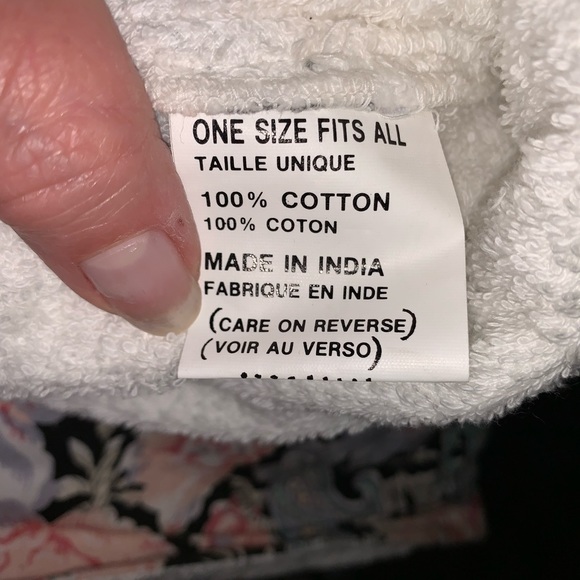 ONE SIZE FITS ALL
TAILLE UNIQUE
100% COTTON
100% COTON
MADE IN INDIA
FABRIQUE EN INDE
(CARE ON REVERSE)
(VOIR AU VERSO)